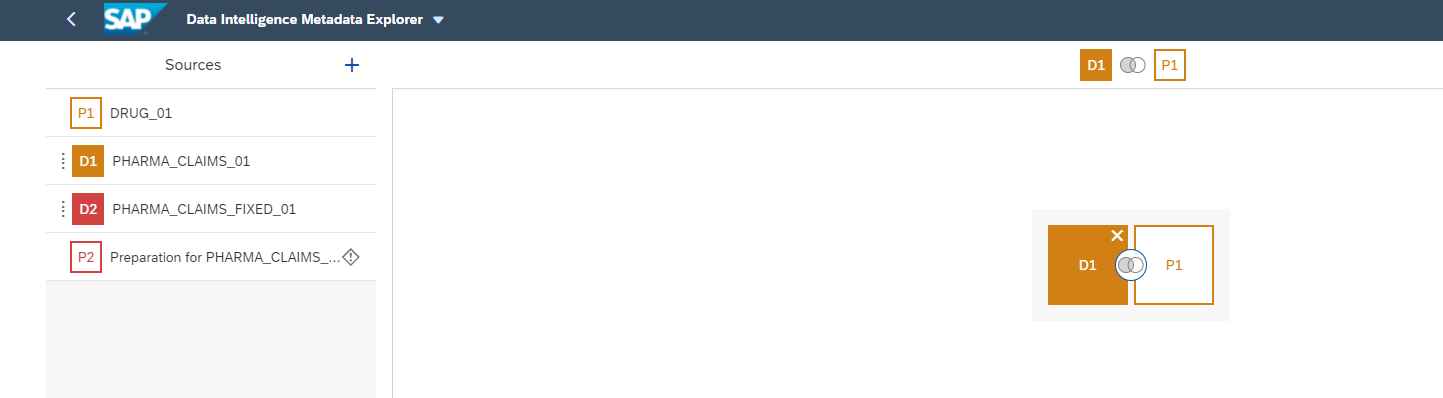 SAP Data Intelligence Metadata Explorer
Sources +
D1 P1
P1 DRUG_01
D1 PHARMA_CLAIMS_01
D2 PHARMA_CLAIMS_FIXED_01
P2 Preparation for PHARMA_CLAIMS_...
D1 P1